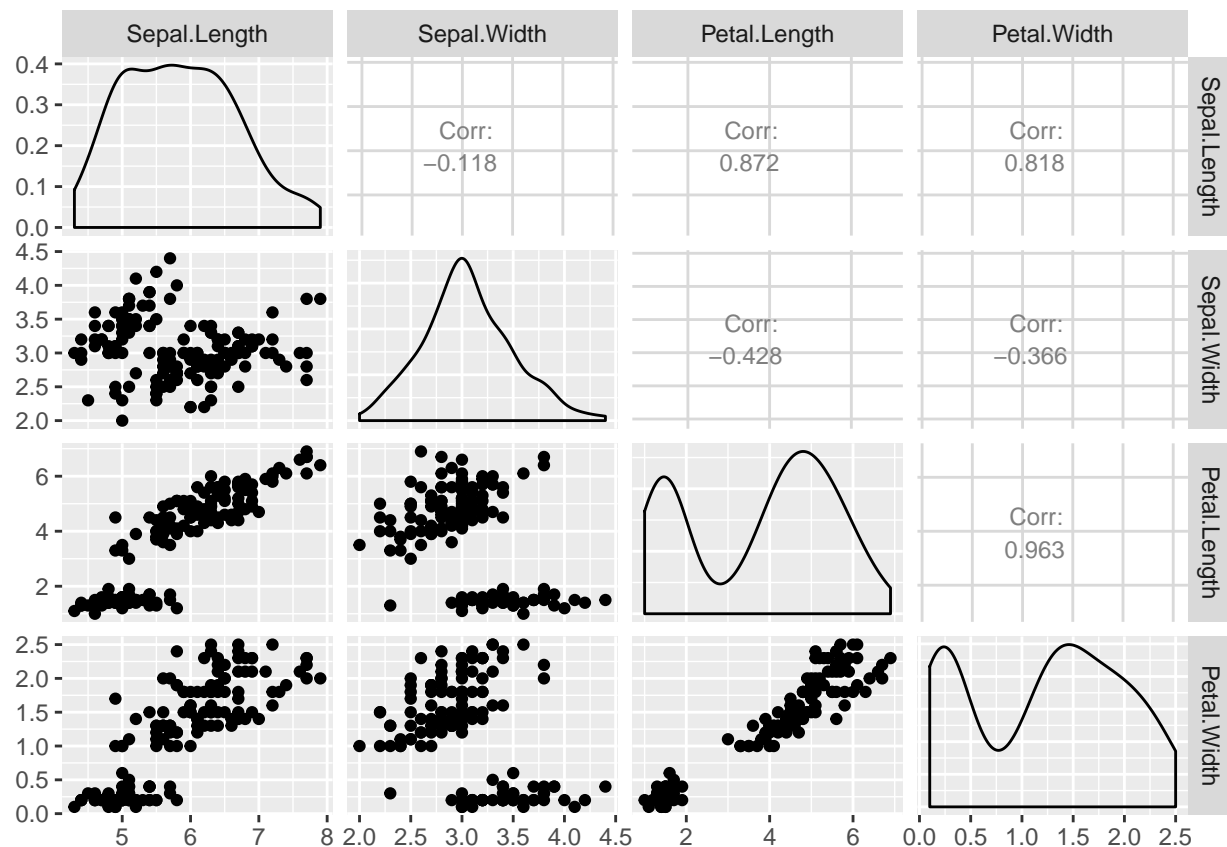 Sepal.Length Sepal.Width Petal.Length Petal.Width
0.4
0.3
0.2
0.1
0.0
Corr:
−0.118
Corr:
0.872
Corr:
0.818
Sepal.Length
4.5
4.0
3.5
3.0
2.5
2.0
Corr:
−0.428
Corr:
−0.366
Sepal.Width
6
4
2
Corr:
0.963
Petal.Length
2.5
2.0
1.5
1.0
0.5
0.0
Petal.Width
5 6 7 8 2.0 2.5 3.0 3.5 4.0 4.5 2 4 6 0.0 0.5 1.0 1.5 2.0 2.5